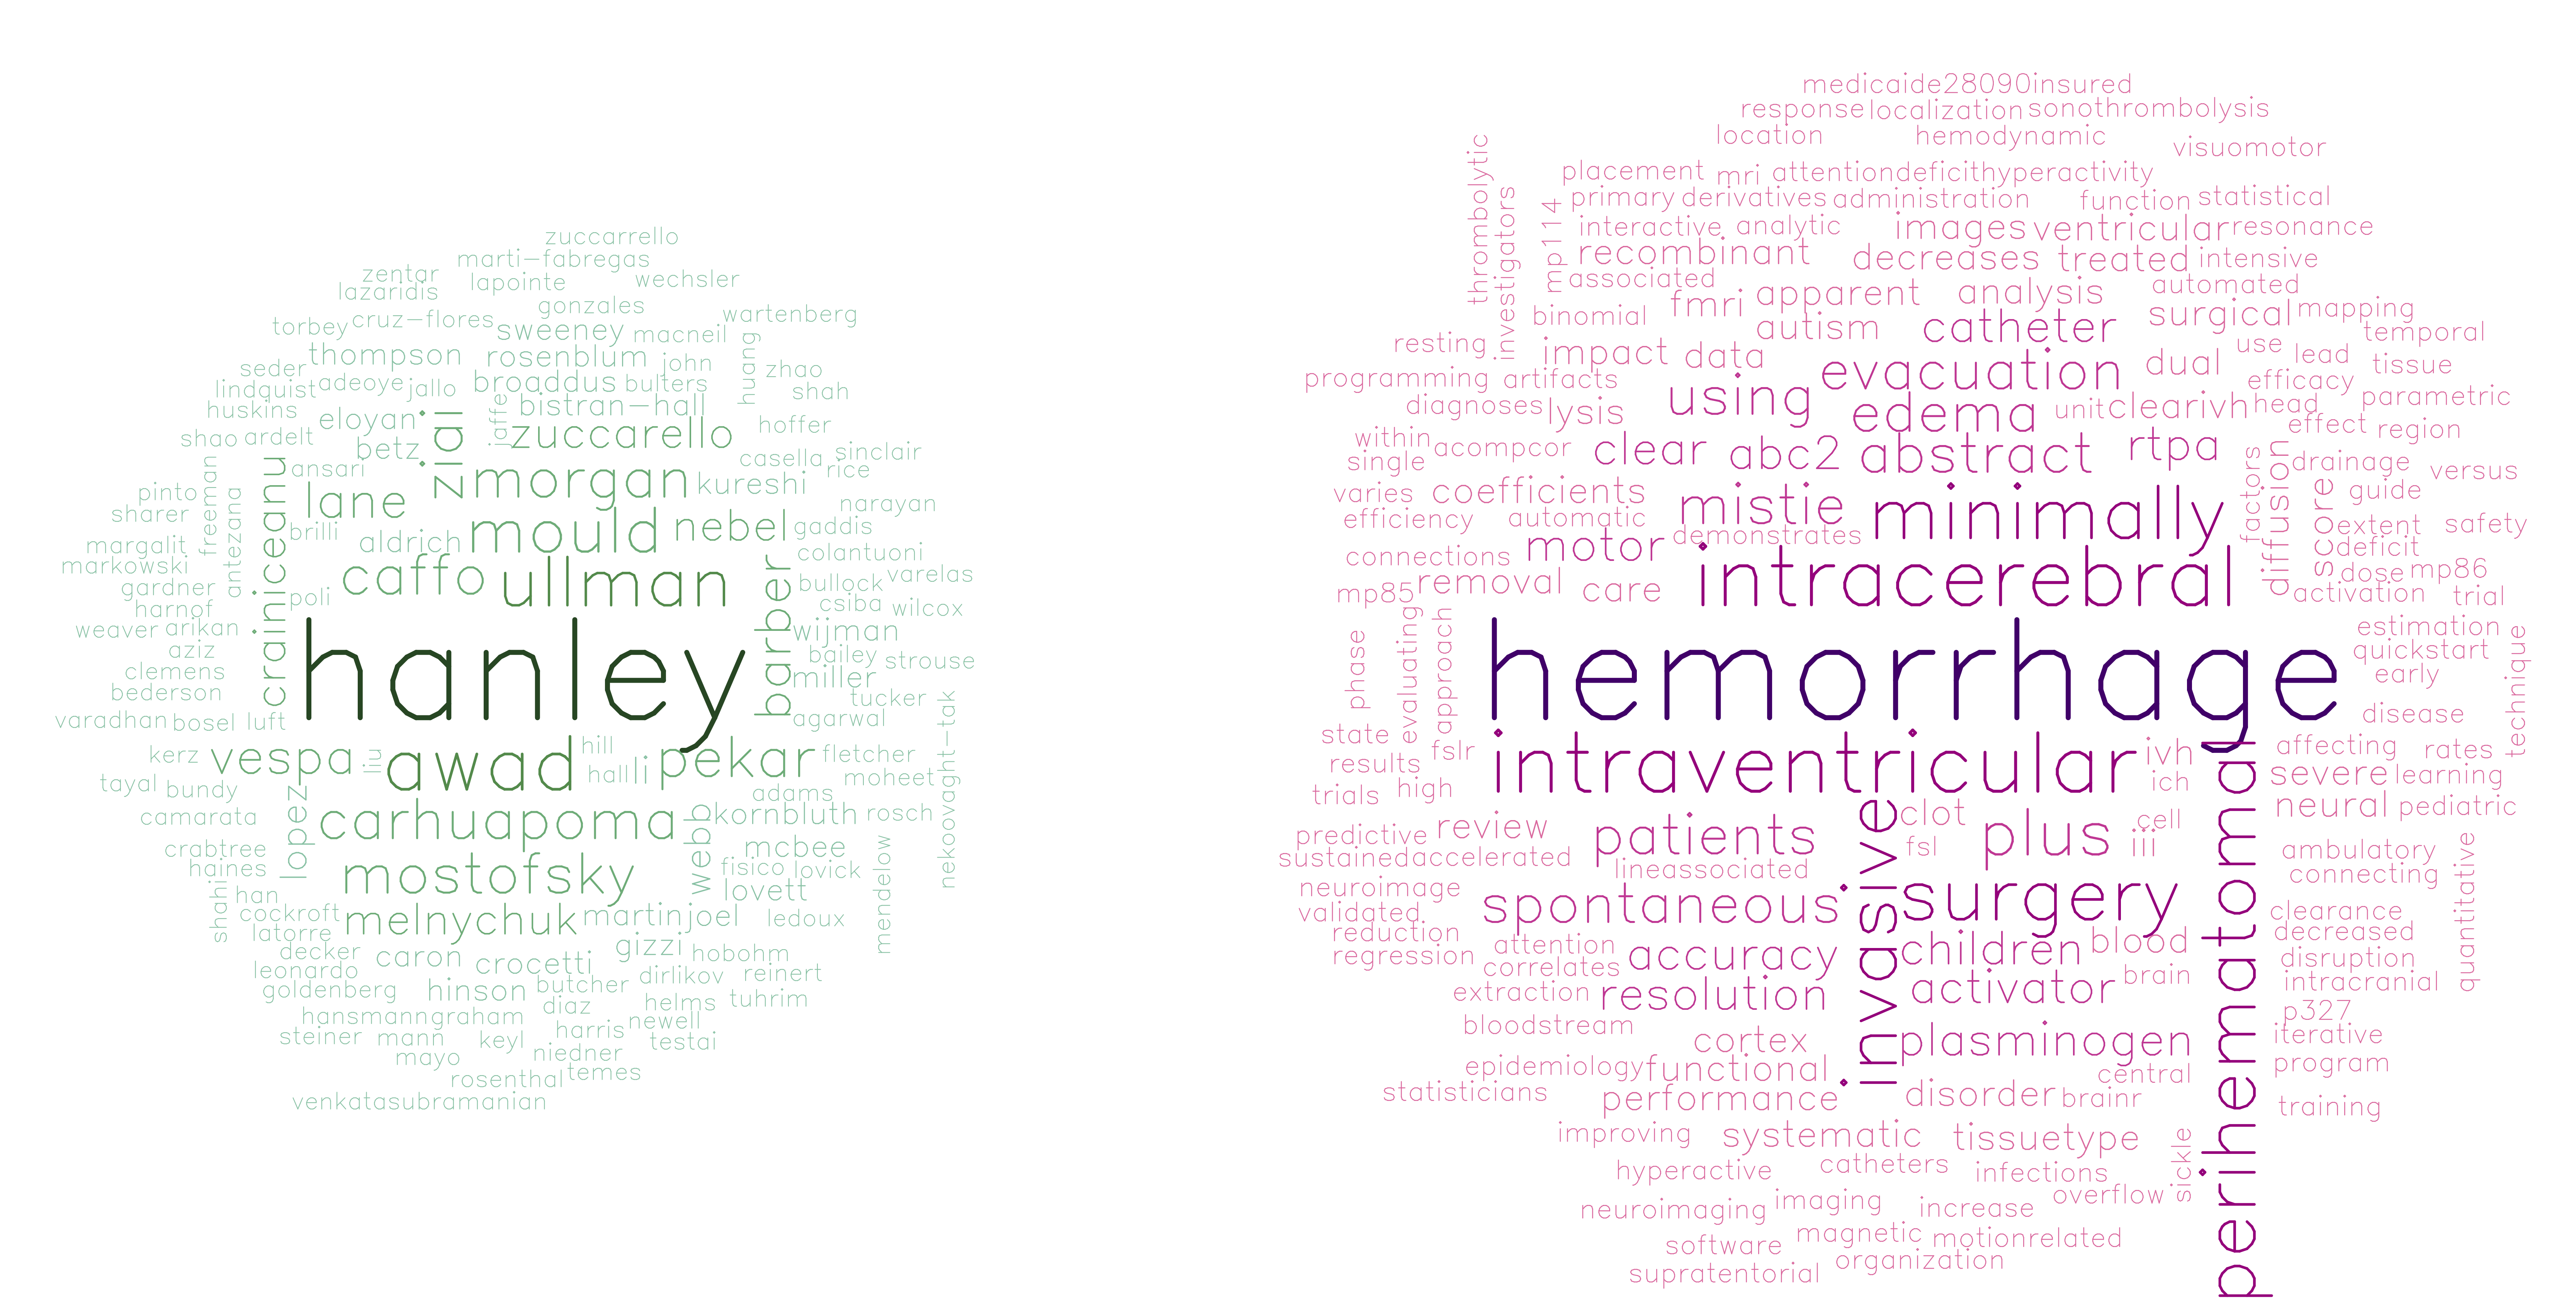 zuccarrello
marti-fabregas
zentar lapointe wechsler
lazaridis gonzales
torbey cruz-flores sweeney macneil wartenberg
thompson rosenblum john huang zhao
seder lindquist adeoye jallo broaddus bulters shah
huskins eloyan ziai jaffe bistran-hall hoffer
shao ardelt betz zuccarello casella sinclair
ansari rice
pinto freeman craniceanu lane morgan kureshi narayan
sharer antezana brilli mould nebel gaddis
margalit aldrich colantuoni
markowski caffo ullman barber bullock varelas
gardner poli csiba wilcox
harnof
weaver arikan hanley wijman
aziz bailey strouse
clemens miller
bederson tucker
varadhan bosel luft agarwal nekoovaght-tak
kerz vespa liu awad hill pekar fletcher
tayal bundy hall li moheet
lopez adams
camarata carhuapoma webb kornbluth rosch
crabtree mcbee
haines mostofsky fisico lovick mendelow
shahi han lovett
cockroft melnychuk martinjoel ledoux
latorre gizzi
decker caron crocetti hobohm
leonardo dirlikov reinert
goldenberg hinson butcher
diaz helms tuhrim
hansmann graham newell
steiner mann keyl harris testai
mayo niedner
rosenthal temes
venkatasubramanian
medicaide28090insured
response localization sonothrombolysis
location hemodynamic
thrombolytic visuomotor
placement mri attentiondeficithyperactivity
investigators mp114 primary derivatives administration function statistical
interactive analytic images ventricular resonance
recombinant decreases treated intensive
associated fmri apparent analysis automated
binomial autism catheter surgical mapping
resting impact data use temporal
lead tissue
programming artifacts evacuation dual efficacy
diagnoses lysis using edema unit clearivh head parametric
within effect region
acompcor clear abc2 abstract rtpa
single factors diffusion drainage versus
varies coefficients mistie minimally score guide
efficiency automatic extent safety
demonstrates
connections motor deficit
removal care intracerebral dose mp86
mp85 activation trial
phase evaluating approach hemorrhage estimation
quickstart technique
early
disease
state fslr intraventricular ivh perihematomal affecting rates
results ich severe learning
trials high
invasive clot plus cell neural pediatric
predictive review patients fsl iii
sustained accelerated ambulatory quantitative
lineassociated connecting
neuroimage spontaneous surgery
validated clearance
reduction attention children blood decreased
regression accuracy disruption
correlates brain intracranial
extraction resolution activator
bloodstream p327
cortex plasminogen iterative
epidemiology functional program
central
statisticians performance disorder brainr training
improving systematic tissuetype sickle
hyperactive catheters infections
neuroimaging imaging increase overflow
software magnetic motionrelated
supratentorial organization